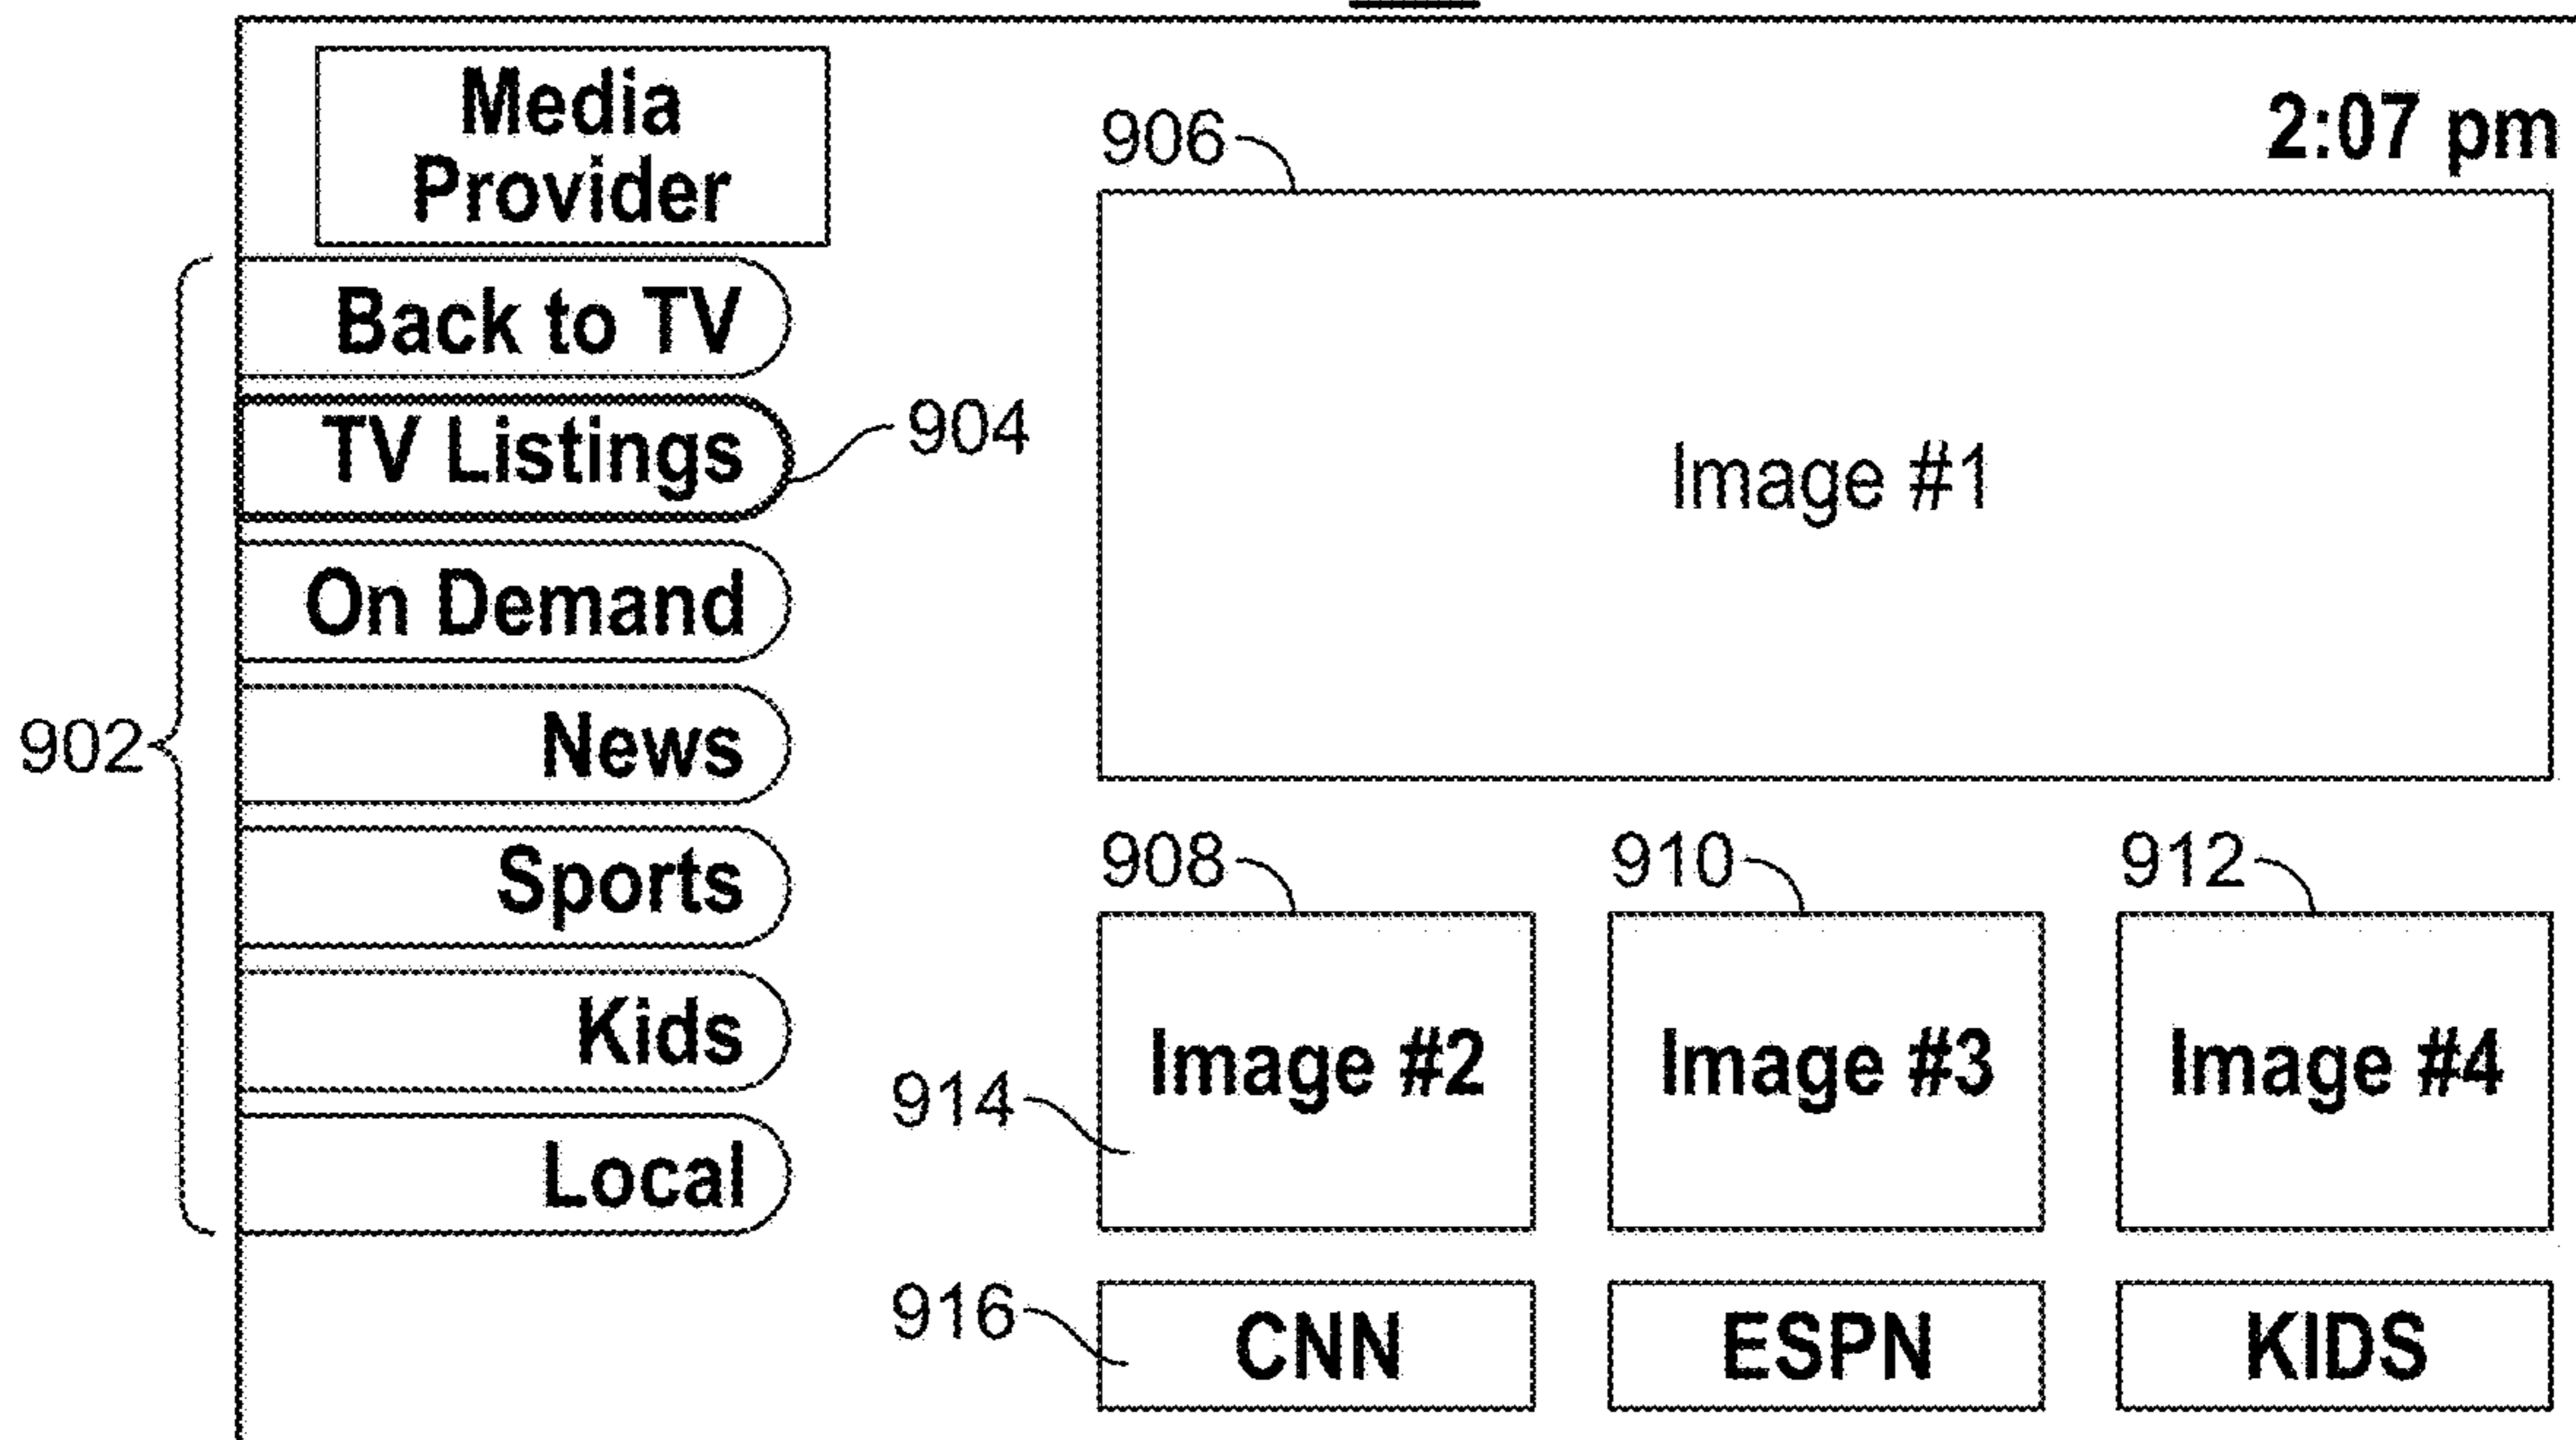 Media
Provider
2:07 pm
906
Back to TV
TV Listings
904
Image #1
On Demand
902
News
Sports
908
910
912
Kids
Image #2
Image #3
Image #4
914
Local
916
CNN
ESPN
KIDS